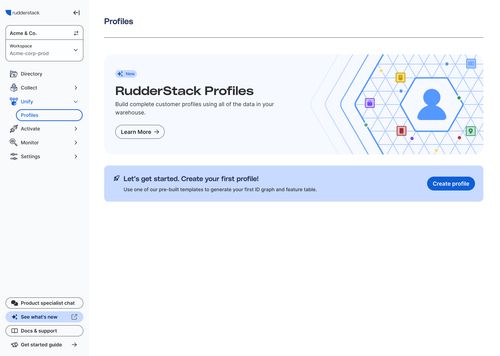 rudderstack
Acme & Co.
Workspace
Acme-corp-prod
Directory
Collect
Unify
Profiles
Activate
Monitor
Settings
Product specialist chat
See what's new
Docs & support
Get started guide
Profiles
New
RudderStack Profiles
Build complete customer profiles using all of the data in your
warehouse.
Learn More
Let's get started. Create your first profile!
Use one of our pre-built templates to generate your first ID graph and feature table.
Create profile